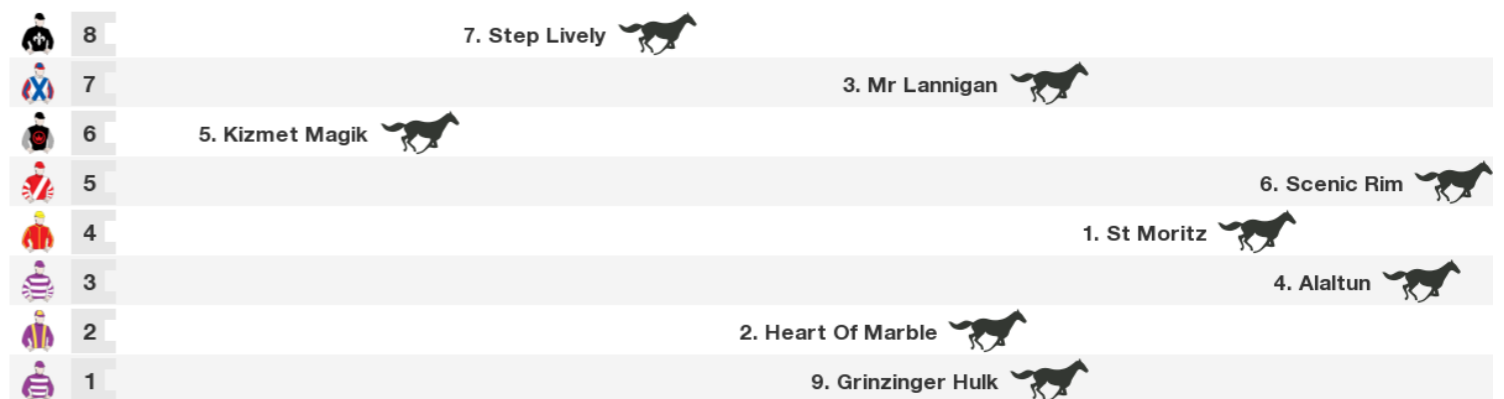 8 7. Step Lively
7 3. Mr Lannigan
6 5. Kizmet Magik
5 6. Scenic Rim
4 1. St Moritz
3 4. Alaltun
2 2. Heart Of Marble
1 9. Grinzinger Hulk